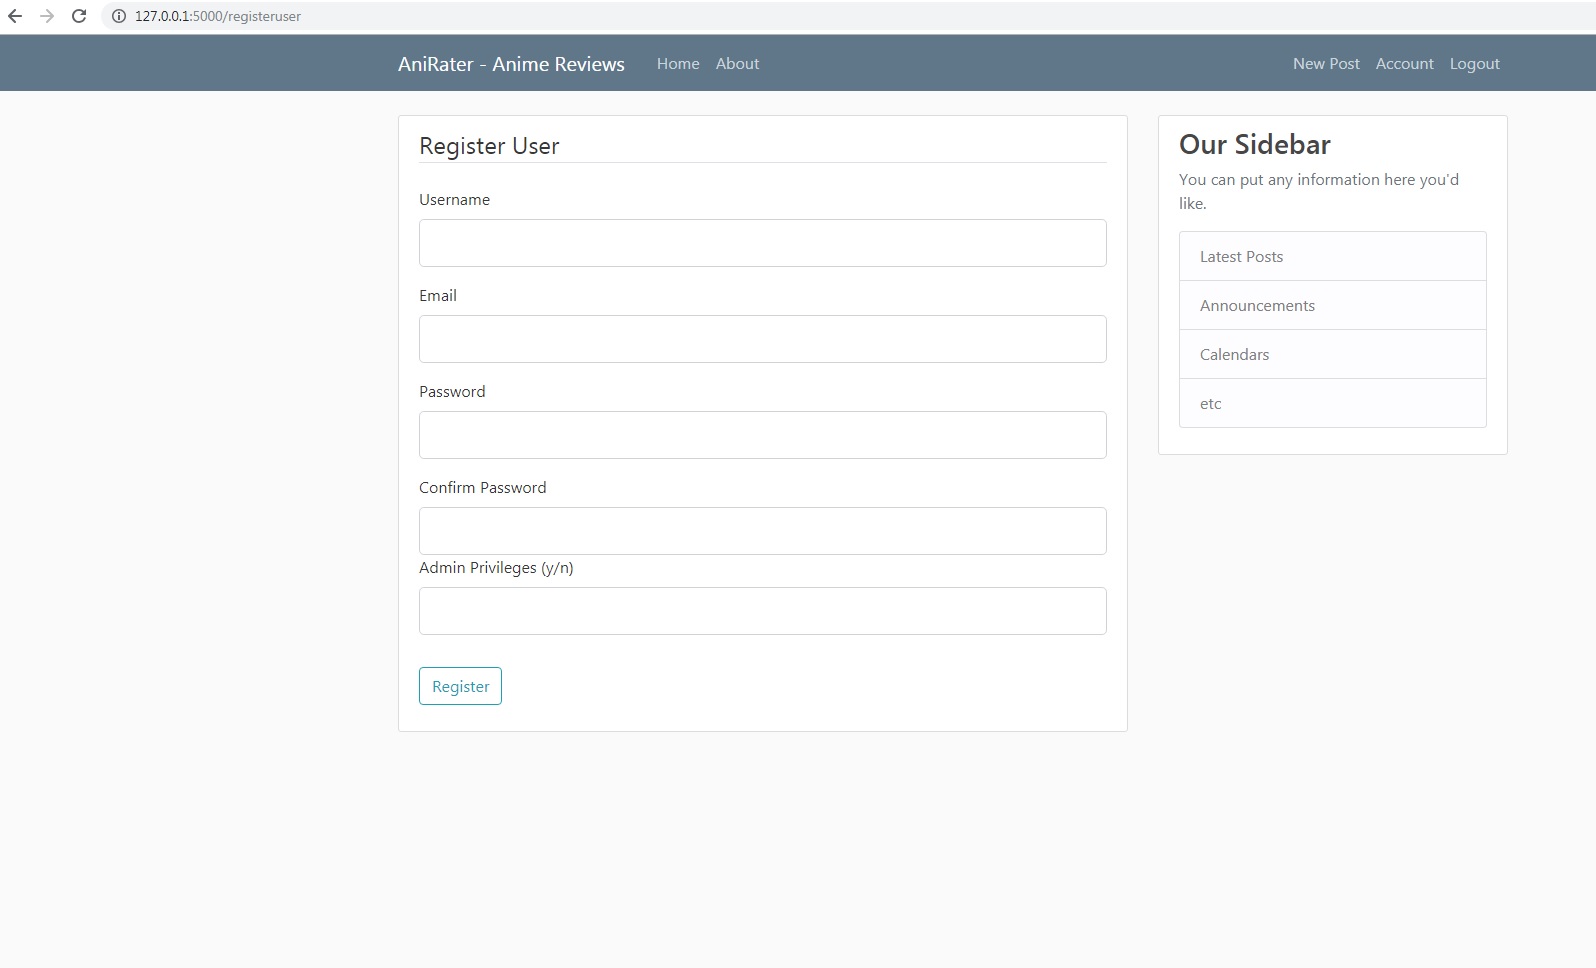 127.0.0.1:5000/registeruser
AniRater - Anime Reviews Home About New Post Account Logout
Register User
Username
Email
Password
Confirm Password
Admin Privileges (y/n)
Register
Our Sidebar
You can put any information here you'd
like.
Latest Posts
Announcements
Calendars
etc